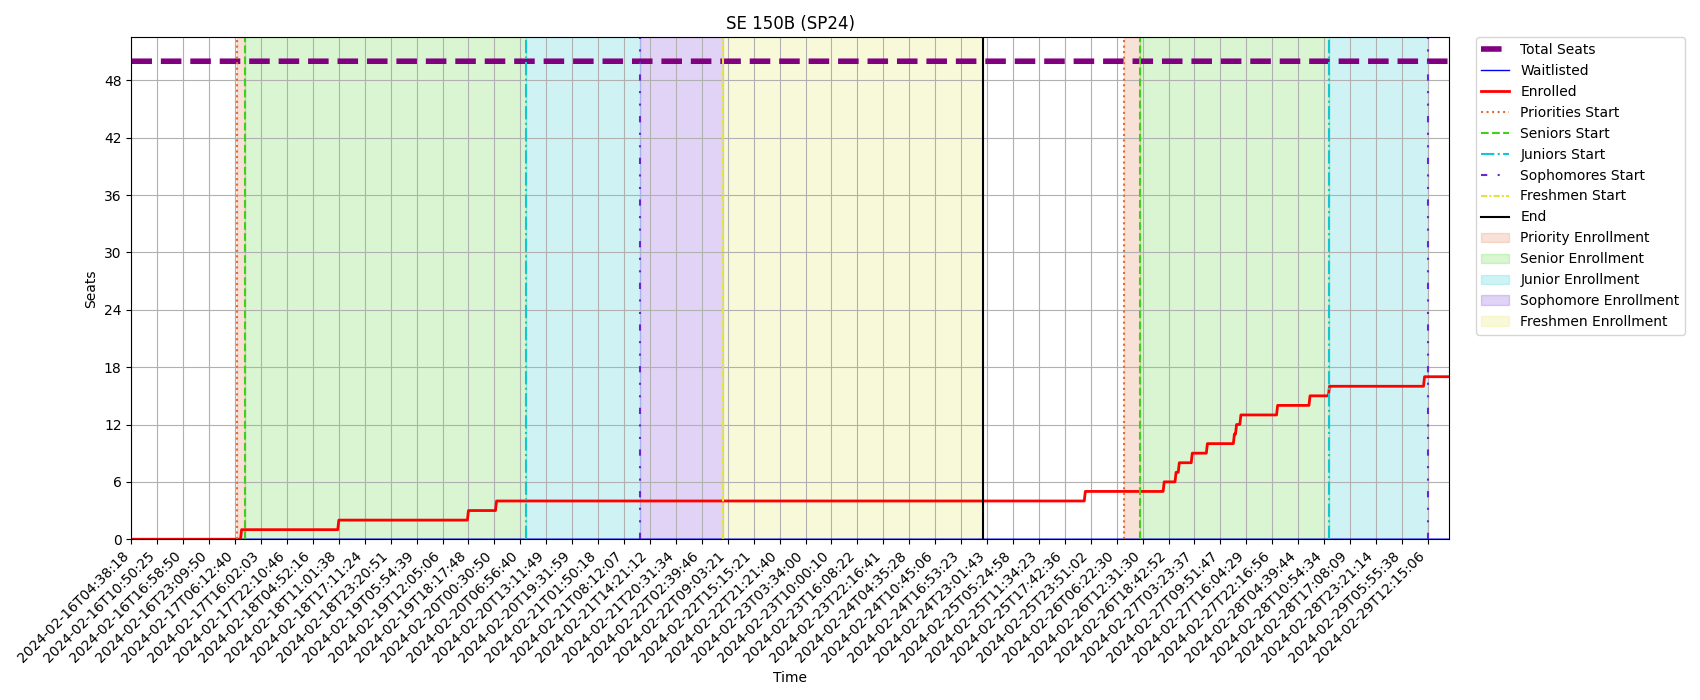 SE 150B (SP24)
Seats
48
42
36
30
24
18
12
6
0
2024-02-16T04:38:18
2024-02-16T10:50:25
2024-02-16T16:58:50
2024-02-16T23:09:50
2024-02-17T06:12:40
2024-02-17T16:02:03
2024-02-17T22:10:46
2024-02-18T04:52:16
2024-02-18T11:01:38
2024-02-18T17:11:24
2024-02-18T23:20:51
2024-02-19T05:54:39
2024-02-19T12:05:06
2024-02-19T18:17:48
2024-02-20T00:30:50
2024-02-20T06:56:40
2024-02-20T13:11:49
2024-02-20T19:31:59
2024-02-21T01:50:18
2024-02-21T08:12:07
2024-02-21T14:21:12
2024-02-21T20:31:34
2024-02-22T02:39:46
2024-02-22T09:03:21
2024-02-22T15:15:21
2024-02-22T21:21:40
2024-02-23T03:34:00
2024-02-23T10:00:10
2024-02-23T16:08:22
2024-02-23T22:16:41
2024-02-24T04:35:28
2024-02-24T10:45:06
2024-02-24T16:53:23
2024-02-24T23:01:43
2024-02-25T05:24:58
2024-02-25T11:34:23
2024-02-25T17:42:36
2024-02-25T23:51:02
2024-02-26T06:22:30
2024-02-26T12:31:30
2024-02-26T18:42:52
2024-02-27T03:23:37
2024-02-27T09:51:47
2024-02-27T16:04:29
2024-02-27T22:16:56
2024-02-28T04:39:44
2024-02-28T10:54:34
2024-02-28T17:08:09
2024-02-28T23:21:14
2024-02-29T05:55:38
2024-02-29T12:15:06
Time
Total Seats
Waitlisted
Enrolled
Priorities Start
Seniors Start
Juniors Start
Sophomores Start
Freshmen Start
End
Priority Enrollment
Senior Enrollment
Junior Enrollment
Sophomore Enrollment
Freshmen Enrollment